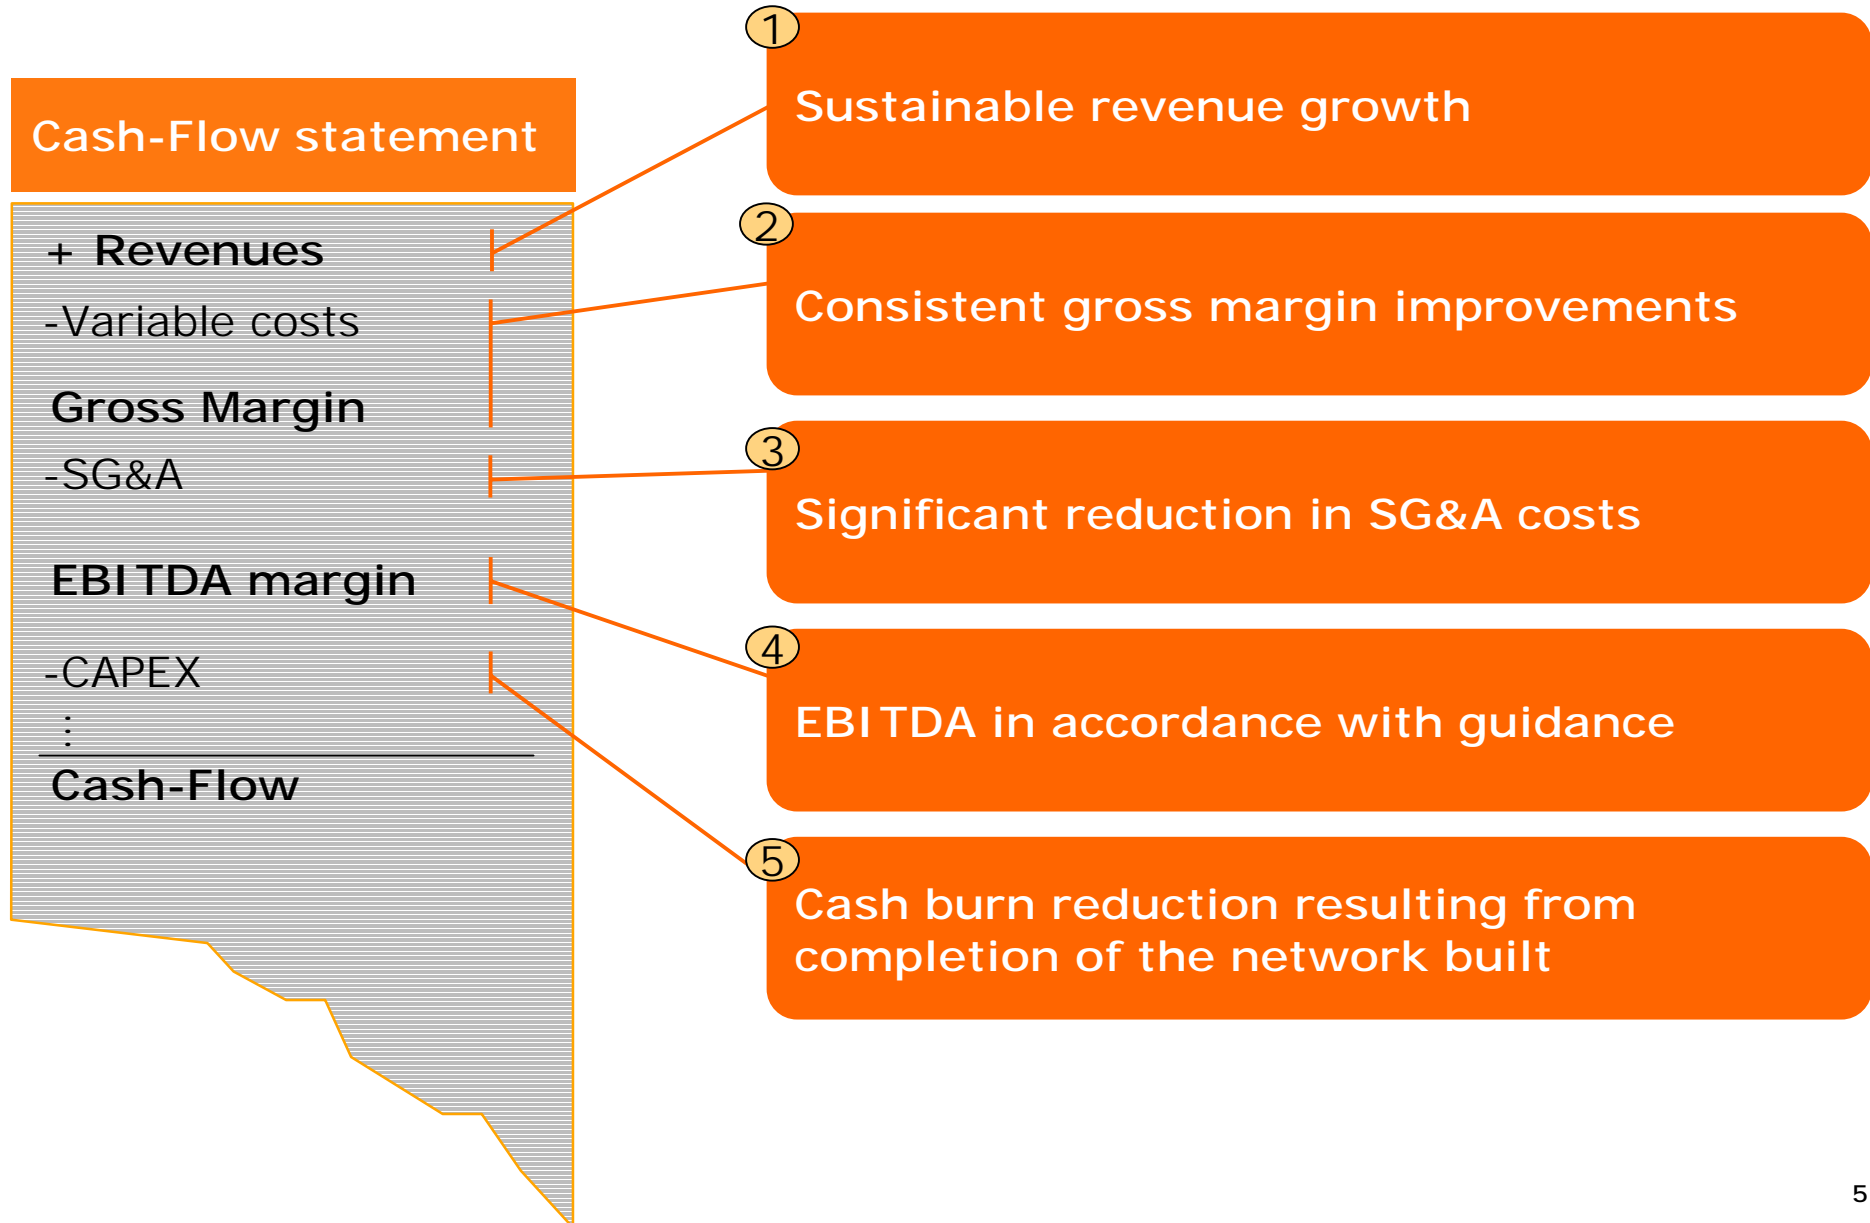 Cash-Flow statement
+ Revenues
-Variable costs
Gross Margin
-SG&A
EBITDA margin
-CAPEX
:
Cash-Flow
1
Sustainable revenue growth
2
Consistent gross margin improvements
3
Significant reduction in SG&A costs
4
EBITDA in accordance with guidance
5
Cash burn reduction resulting from
completion of the network built
5